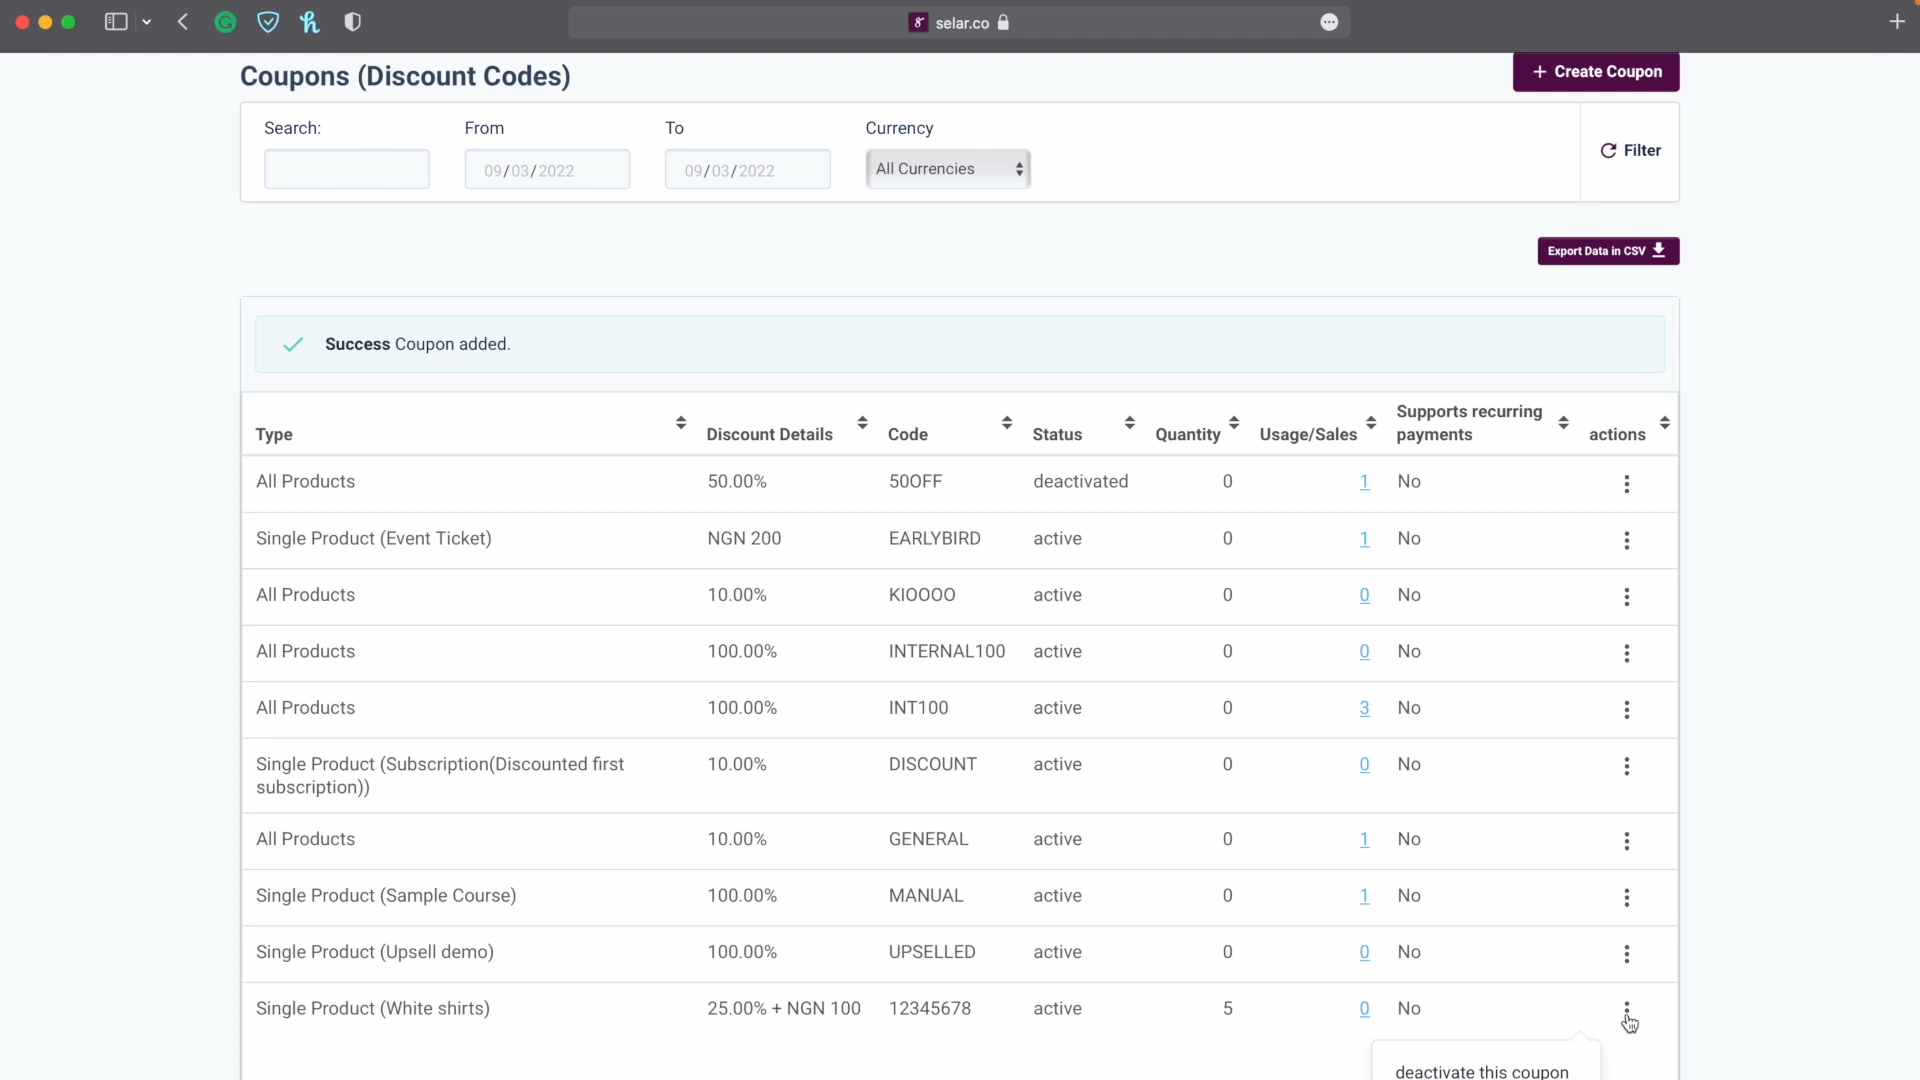 selar.co
Coupons (Discount Codes)
+ Create Coupon
Search: From To Currency
09/03/2022 09/03/2022 All Currencies
Filter
Export Data in CSV
Success Coupon added.
Type Discount Details Code Status Quantity Usage/Sales Supports recurring payments actions
All Products 50.00% 50OFF deactivated 0 1 No
Single Product (Event Ticket) NGN 200 EARLYBIRD active 0 1 No
All Products 10.00% KIOOOO active 0 0 No
All Products 100.00% INTERNAL100 active 0 0 No
All Products 100.00% INT100 active 0 3 No
Single Product (Subscription(Discounted first 10.00% DISCOUNT active 0 0 No
subscription))
All Products 10.00% GENERAL active 0 1 No
Single Product (Sample Course) 100.00% MANUAL active 0 1 No
Single Product (Upsell demo) 100.00% UPSELLED active 0 0 No
Single Product (White shirts) 25.00% + NGN 100 12345678 active 5 0 No
deactivate this coupon